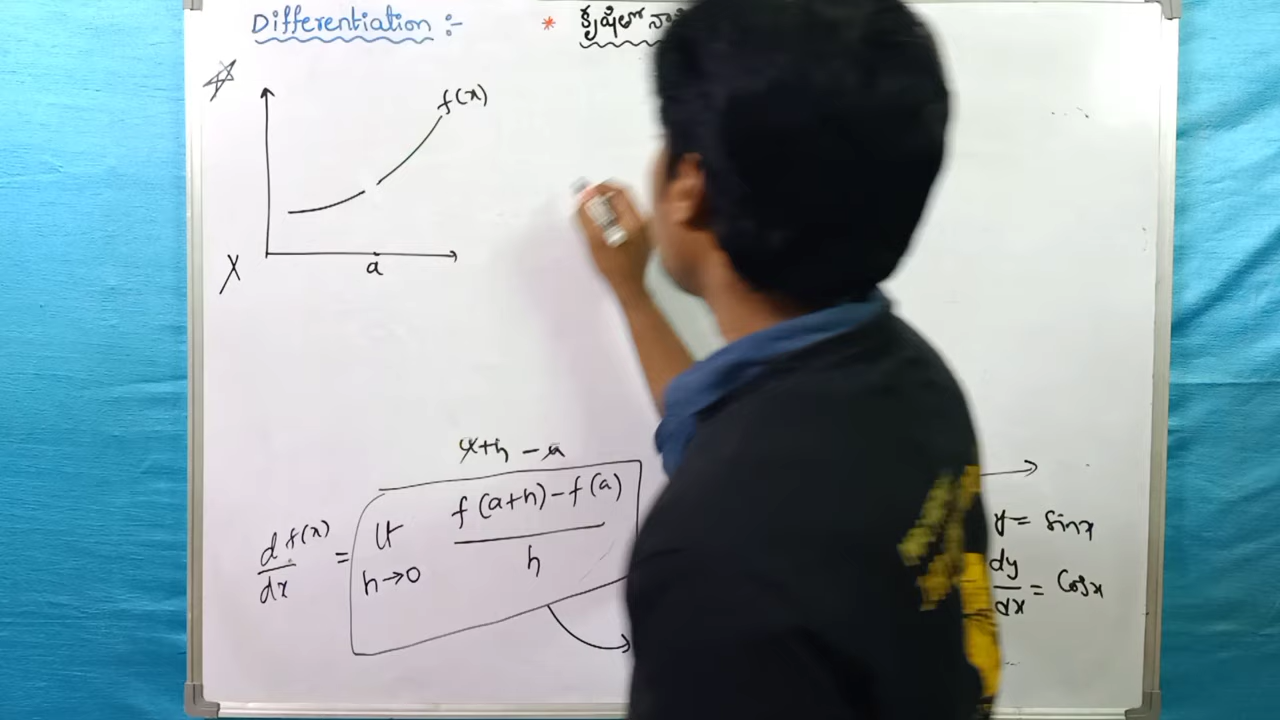 Differentiation :-
* కృషితో
f(x)
a
x+h - a
d f(x)/dx = Lt h→0 f(a+h)-f(a)/h
y = sinx
dy/dx = Cosx